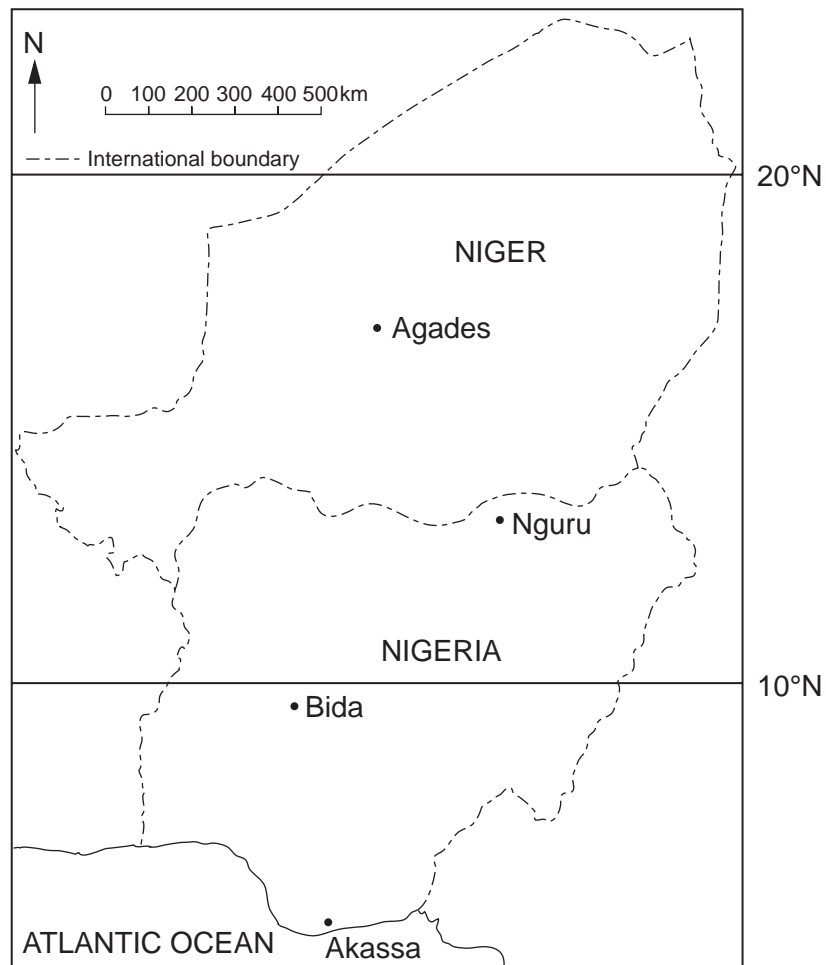 N
0 100 200 300 400 500km
International boundary
20°N
NIGER
Agades
Nguru
NIGERIA
10°N
Bida
ATLANTIC OCEAN
Akassa